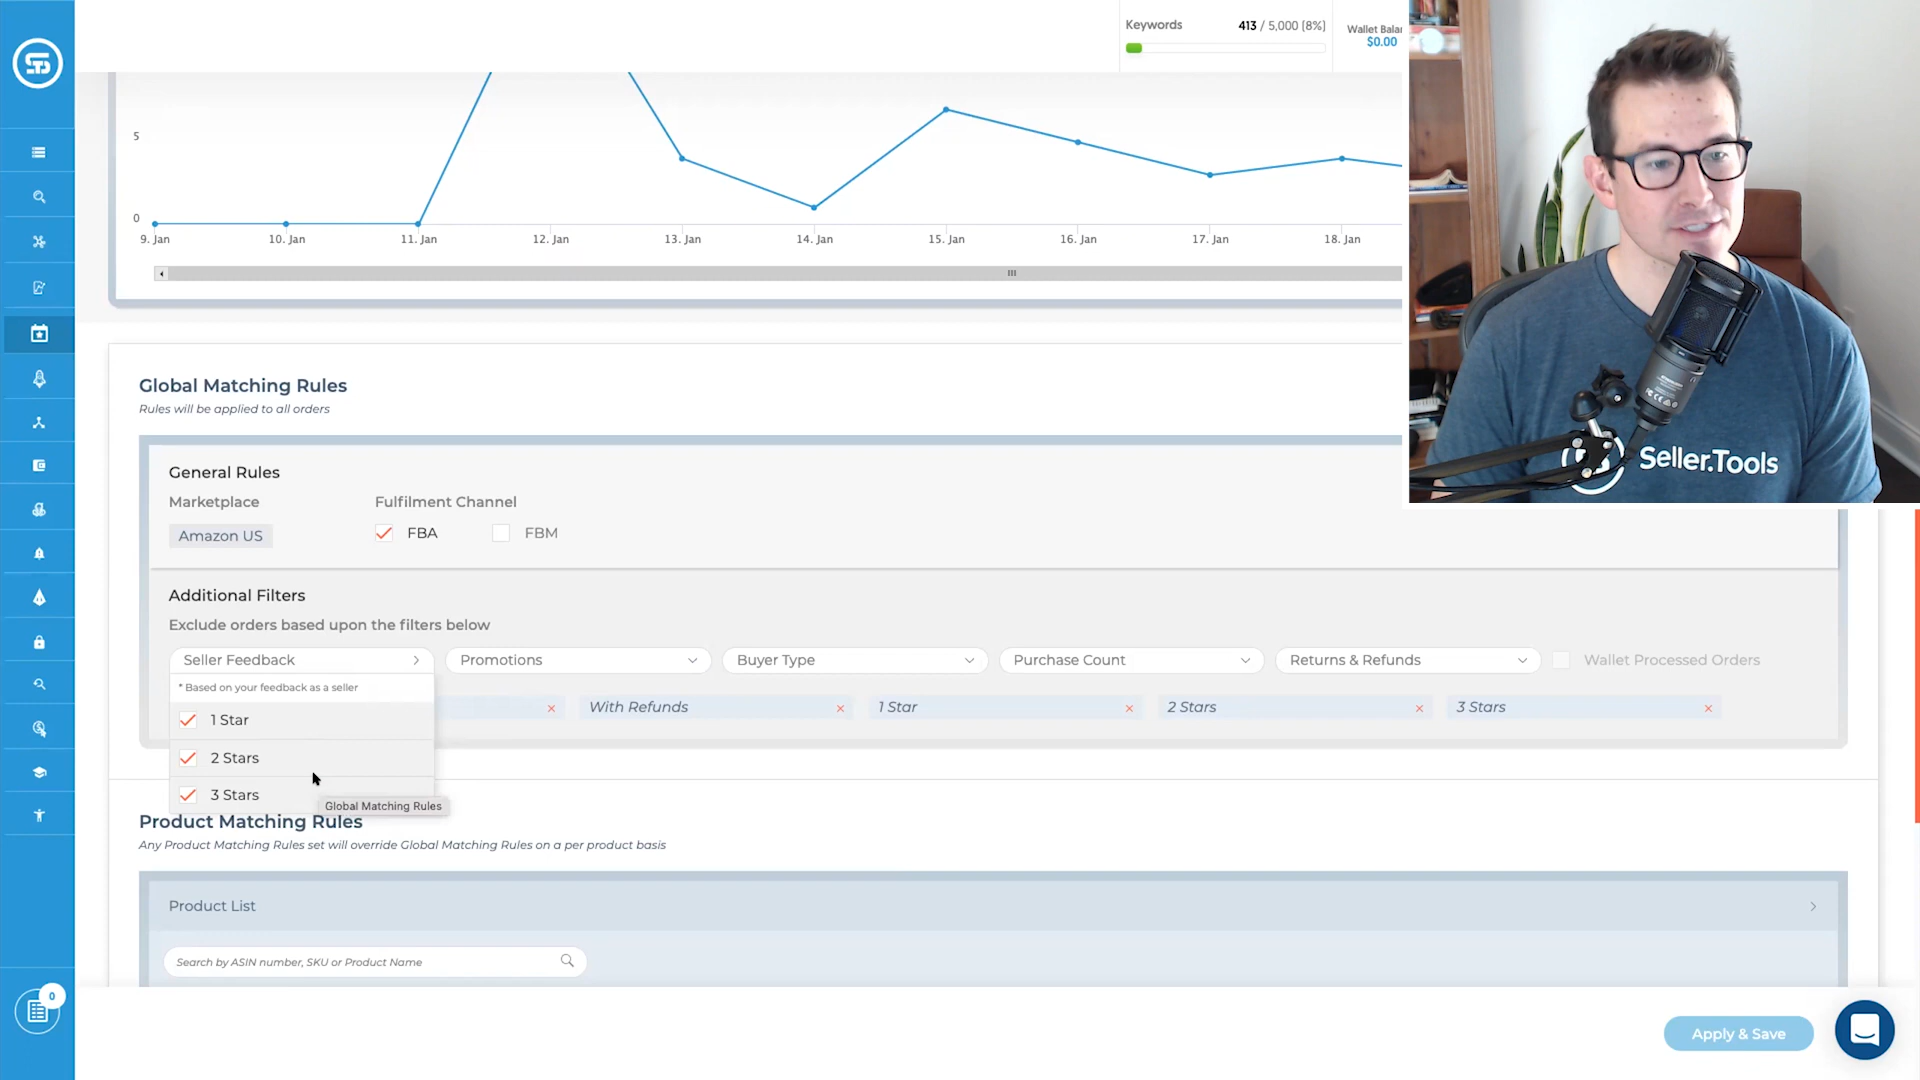 Keywords 413 / 5,000 (8%)
Wallet Balan
$0.00
5
0
9. Jan 10. Jan 11. Jan 12. Jan 13. Jan 14. Jan 15. Jan 16. Jan 17. Jan 18. Jan
Global Matching Rules
Rules will be applied to all orders
General Rules
Marketplace Fulfilment Channel
Amazon US FBA FBM
Additional Filters
Exclude orders based upon the filters below
Seller Feedback Promotions Buyer Type Purchase Count Returns & Refunds Wallet Processed Orders
* Based on your feedback as a seller
With Refunds 1 Star 2 Stars 3 Stars
1 Star
2 Stars
3 Stars
Global Matching Rules
Product Matching Rules
Any Product Matching Rules set will override Global Matching Rules on a per product basis
Product List
Search by ASIN number, SKU or Product Name
0
Apply & Save
Seller.Tools